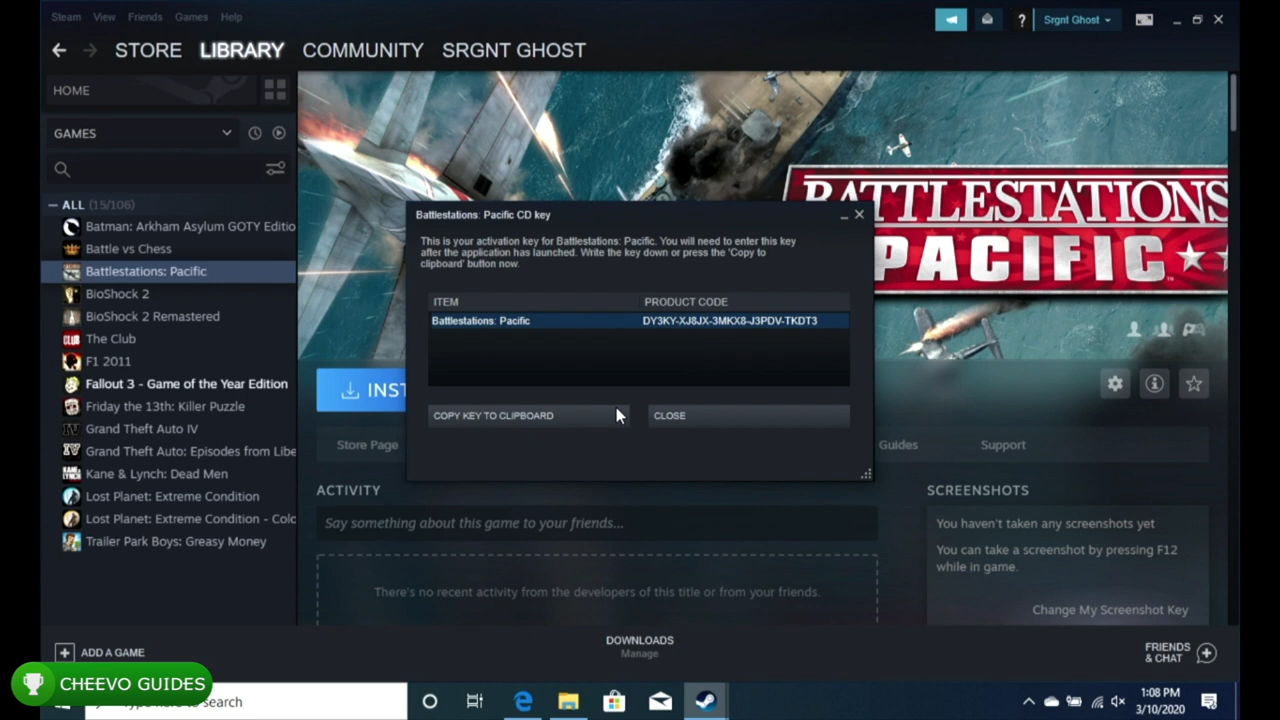 Steam View Friends Games Help
Srgnt Ghost
STORE LIBRARY COMMUNITY SRGNT GHOST
HOME
GAMES
ALL (15/106)
Batman: Arkham Asylum GOTY Editio
Battle vs Chess
Battlestations: Pacific
BioShock 2
BioShock 2 Remastered
The Club
F1 2011
Fallout 3 - Game of the Year Edition
Friday the 13th: Killer Puzzle
Grand Theft Auto IV
Grand Theft Auto: Episodes from Libe
Kane & Lynch: Dead Men
Lost Planet: Extreme Condition
Lost Planet: Extreme Condition - Colo
Trailer Park Boys: Greasy Money
BATTLESTATIONS
PACIFIC
Battlestations: Pacific CD key
This is your activation key for Battlestations: Pacific. You will need to enter this key
after the application has launched. Write the key down or press the 'Copy to
clipboard' button now.
ITEM PRODUCT CODE
Battlestations: Pacific DY3KY-XJ8JX-3MKX8-J3PDV-TKDT3
COPY KEY TO CLIPBOARD CLOSE
INST
Store Page Guides Support
ACTIVITY
Say something about this game to your friends...
There's no recent activity from the developers of this title or from your friends.
SCREENSHOTS
You haven't taken any screenshots yet
You can take a screenshot by pressing F12
while in game.
Change My Screenshot Key
ADD A GAME
DOWNLOADS
Manage
FRIENDS
& CHAT
CHEEVO GUIDES
Type here to search
1:08 PM
3/10/2020